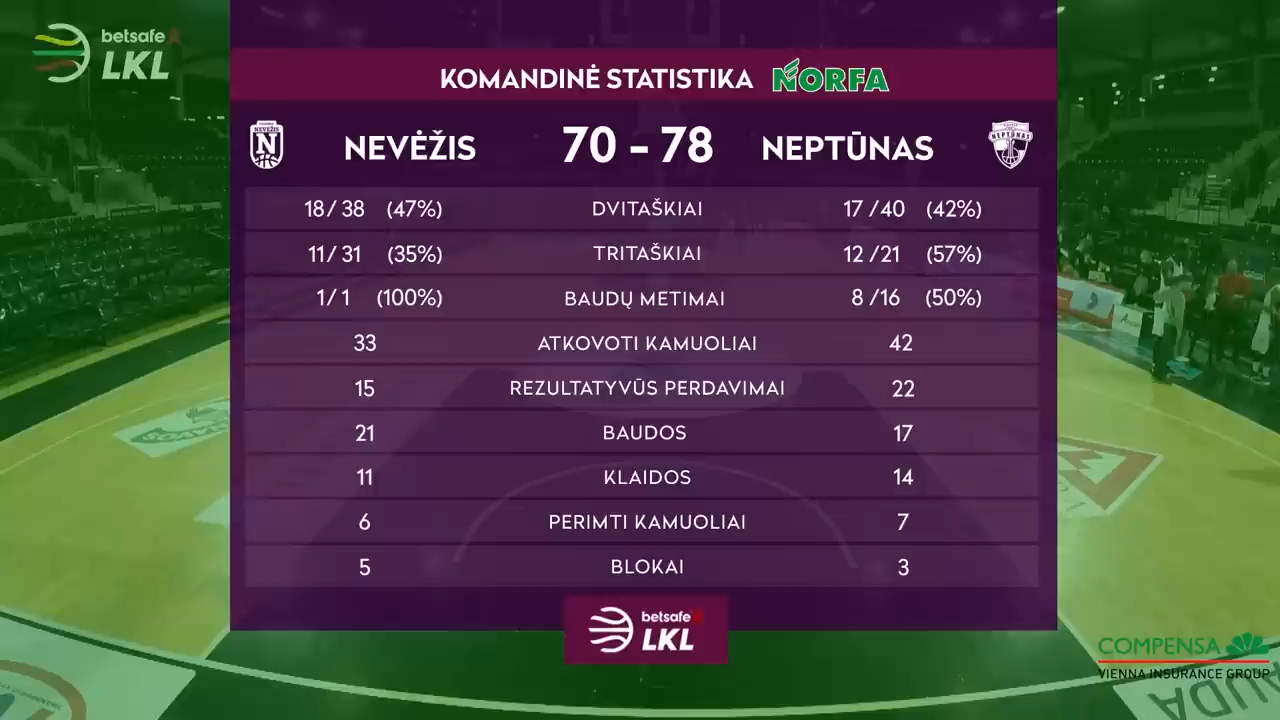 betsafe
LKL
KOMANDINĖ STATISTIKA NORFA
NEVĖŽIS 70 - 78 NEPTŪNAS
18 / 38 (47%) DVITAŠKIAI 17 / 40 (42%)
11 / 31 (35%) TRITAŠKIAI 12 / 21 (57%)
1 / 1 (100%) BAUDŲ METIMAI 8 / 16 (50%)
33 ATKOVOTI KAMUOLIAI 42
15 REZULTATYVŪS PERDAVIMAI 22
21 BAUDOS 17
11 KLAIDOS 14
6 PERIMTI KAMUOLIAI 7
5 BLOKAI 3
betsafe
LKL
COMPENSA
VIENNA INSURANCE GROUP